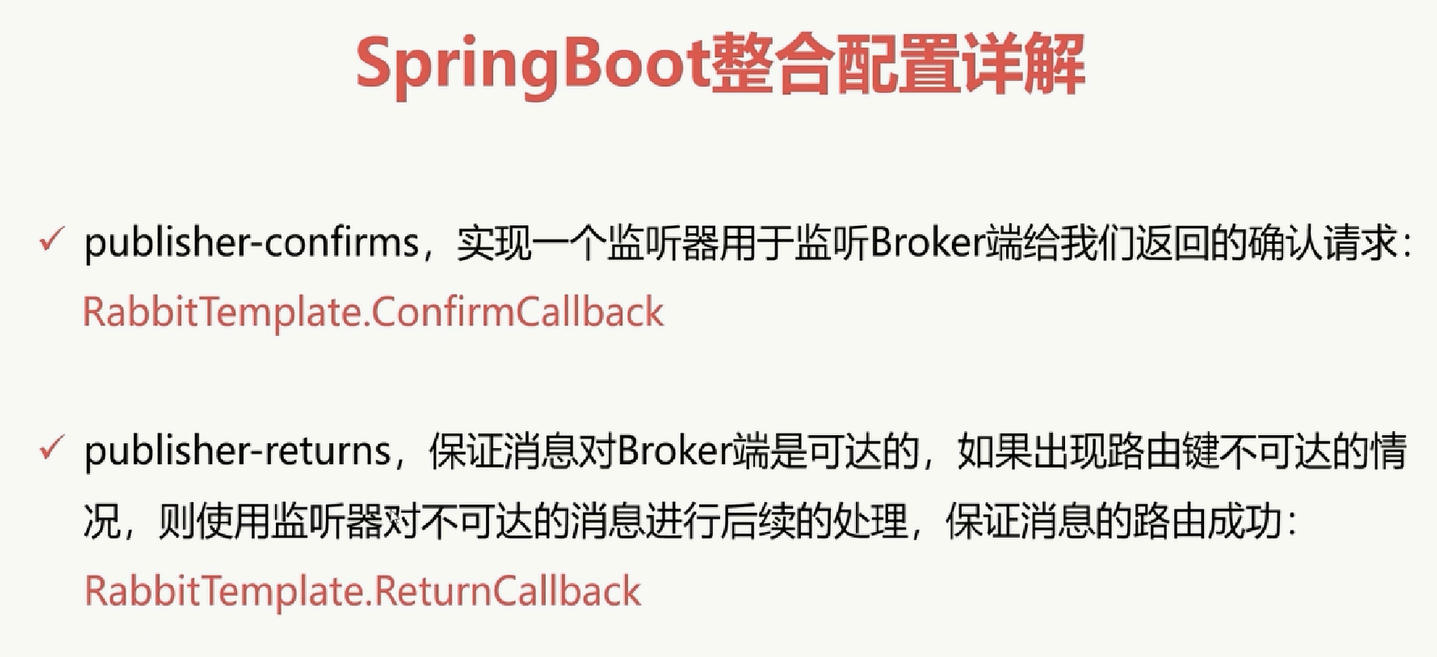 SpringBoot整合配置详解
publisher-confirms，实现一个监听器用于监听Broker端给我们返回的确认请求：
RabbitTemplate.ConfirmCallback
publisher-returns，保证消息对Broker端是可达的，如果出现路由键不可达的情
况，则使用监听器对不可达的消息进行后续的处理，保证消息的路由成功：
RabbitTemplate.ReturnCallback